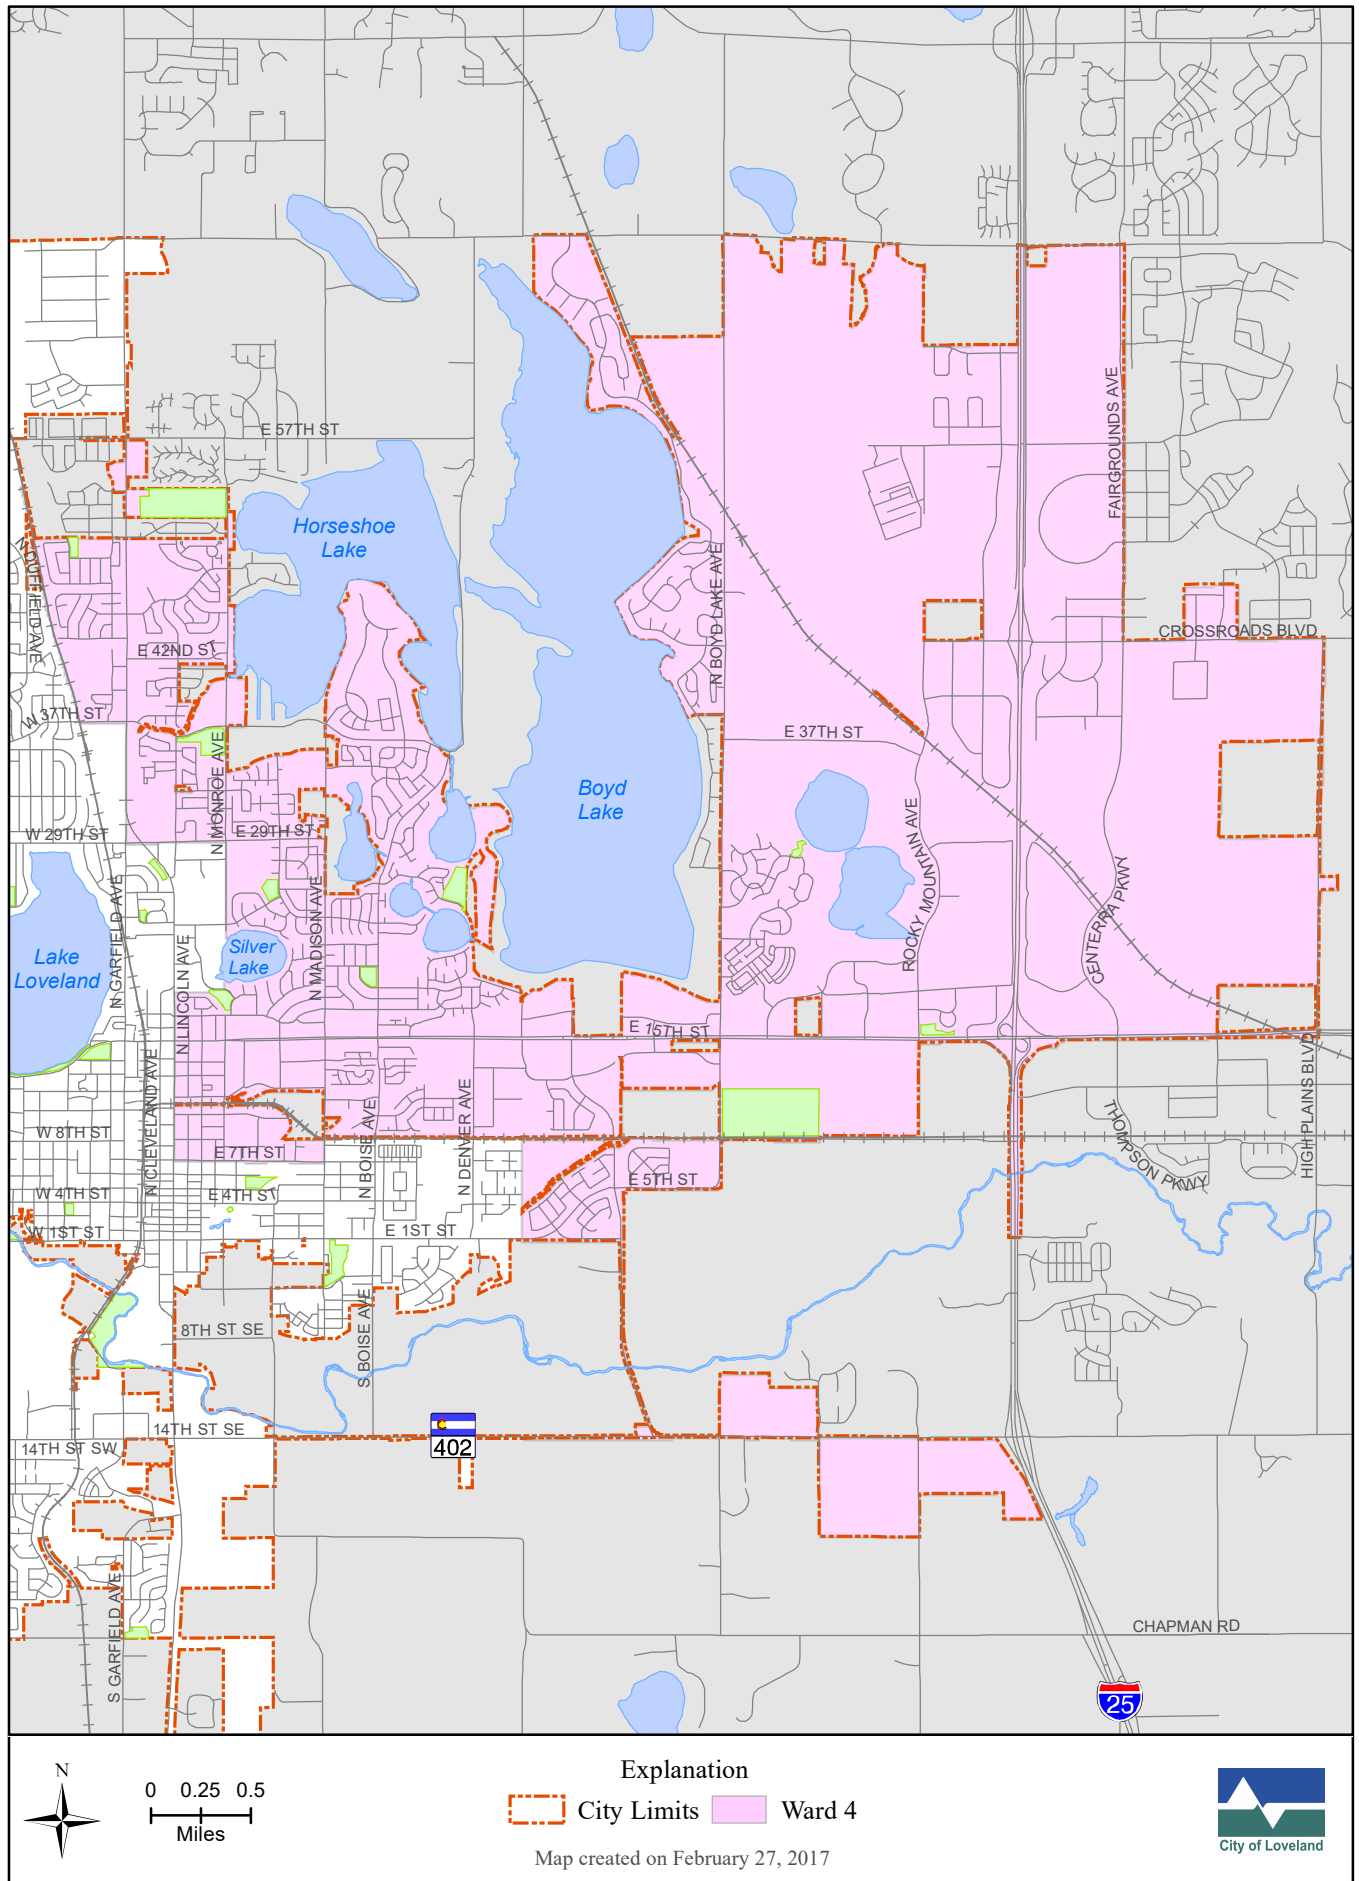 E 57TH ST
FAIRGROUNDS AVE
Horseshoe
Lake
N DUFFIELD AVE
N BOYD LAKE AVE
CROSSROADS BLVD
E 42ND ST
W 37TH ST
E 37TH ST
N MONROE AVE
Boyd
Lake
W 29TH ST
E 29TH ST
ROCKY MOUNTAIN AVE
CENTERRA PKWY
N GARFIELD AVE
N MADISON AVE
Silver
Lake
Lake
Loveland
N LINCOLN AVE
E 15TH ST
HIGH PLAINS BLVD
N CLEVELAND AVE
N BOISE AVE
N DENVER AVE
THOMPSON PKWY
W 8TH ST
E 7TH ST
W 4TH ST
E 4TH ST
E 5TH ST
W 1ST ST
E 1ST ST
8TH ST SE
S BOISE AVE
14TH ST SE
14TH ST SW
402
S GARFIELD AVE
CHAPMAN RD
25
N
0 0.25 0.5
Miles
Explanation
City Limits
Ward 4
Map created on February 27, 2017
City of Loveland